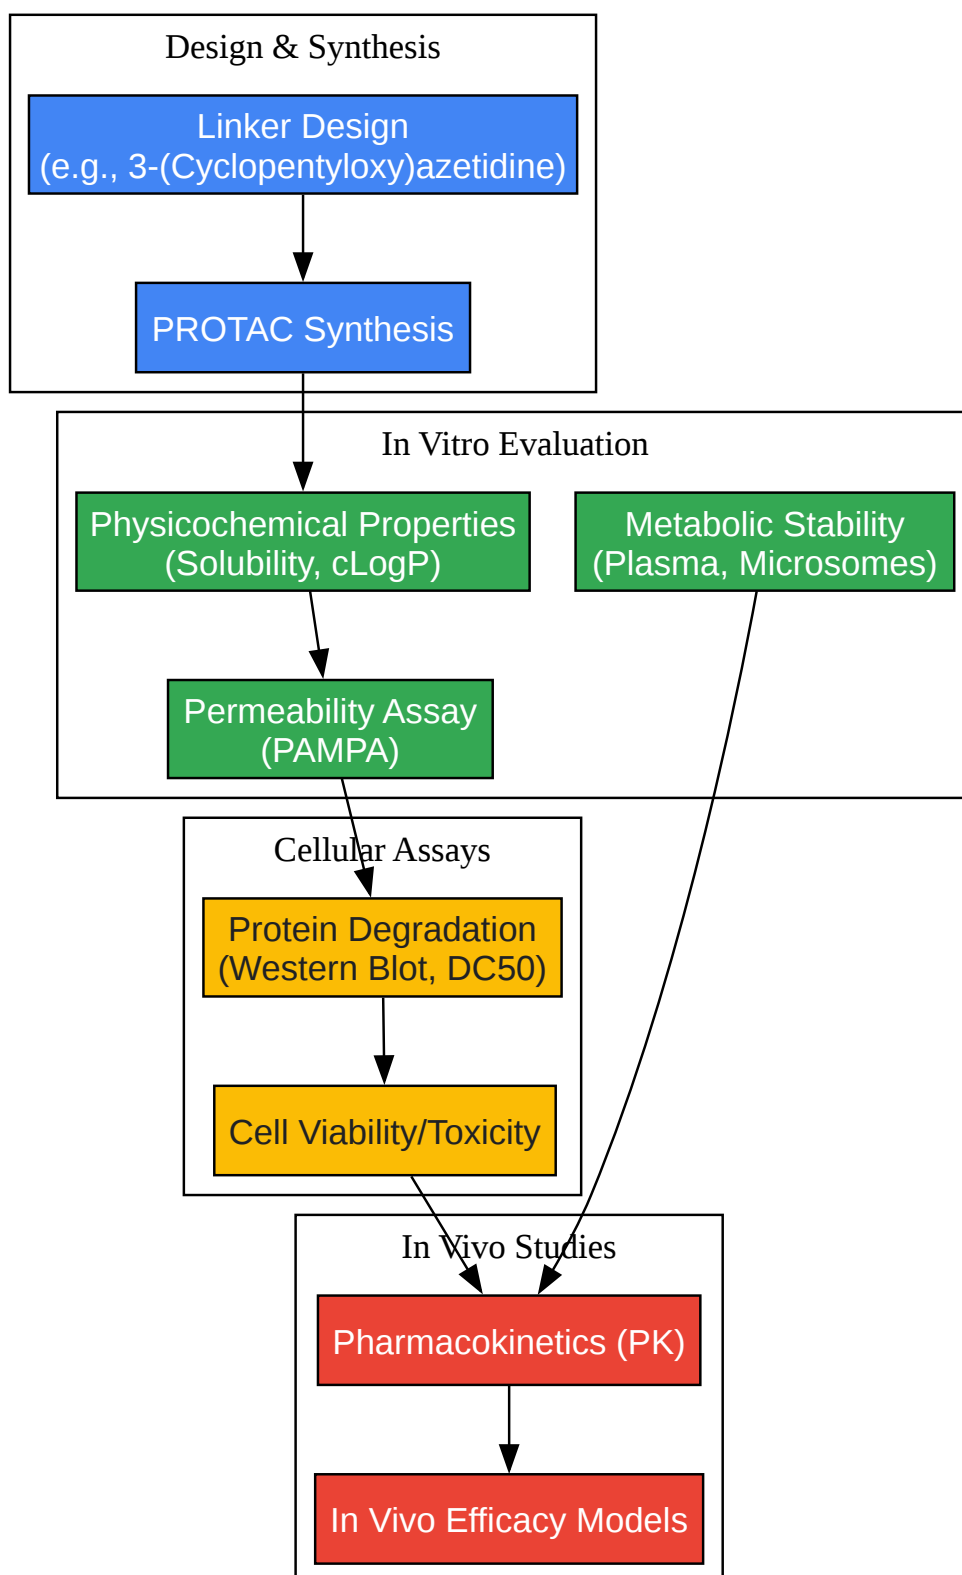 Design & Synthesis
Linker Design
(e.g., 3-(Cyclopentyloxy)azetidine)
PROTAC Synthesis
In Vitro Evaluation
Physicochemical Properties
(Solubility, cLogP)
Metabolic Stability
(Plasma, Microsomes)
Permeability Assay
(PAMPA)
Cellular Assays
Protein Degradation
(Western Blot, DC50)
Cell Viability/Toxicity
In Vivo Studies
Pharmacokinetics (PK)
In Vivo Efficacy Models